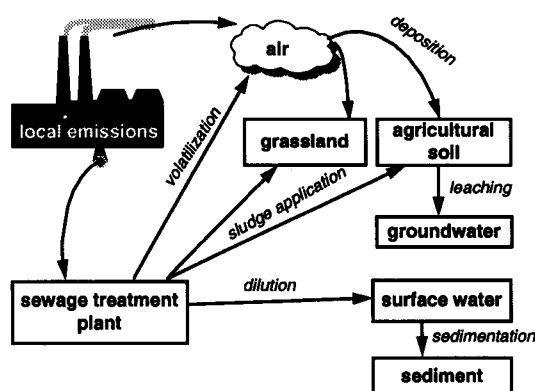 air
deposition
local emissions
volatilization
grassland
agricultural
soil
sludge application
leaching
groundwater
sewage treatment
plant
dilution
surface water
sedimentation
sediment